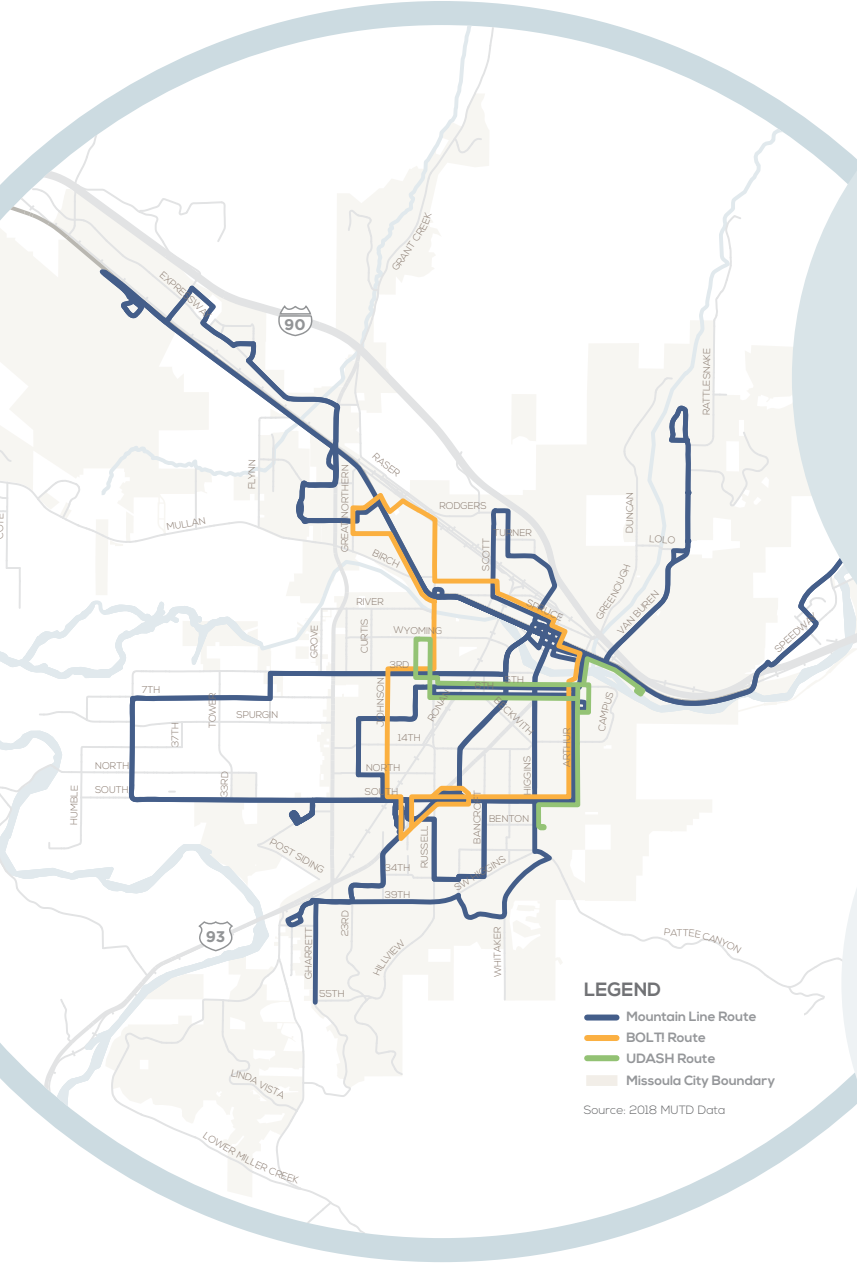 GRANT CREEK
EXPRESSWAY
90
RATTLESNAKE
RASER
FLYNN
GREAT NORTHERN
RODGERS
DUNCAN
MULLAN
TURNER
SCOTT
LOLO
BIRCH
GREENOUGH
RIVER
SPRUCE
VAN BUREN
CURTIS
WYOMING
GROVE
SPEEDWAY
3RD
7TH
5TH
6TH
JOHNSON
TOWER
SPURGIN
RONAN
BECKWITH
CAMPUS
37TH
14TH
ARTHUR
NORTH
NORTH
33RD
HIGGINS
SOUTH
SOUTH
HUMBLE
BANCROFT
BENTON
RUSSELL
POST SIDING
34TH
SW HIGGINS
39TH
23RD
93
GHARRETT
HILLVIEW
WHITAKER
PATTEE CANYON
55TH
LINDA VISTA
LOWER MILLER CREEK
LEGEND
Mountain Line Route
BOLT! Route
UDASH Route
Missoula City Boundary
Source: 2018 MUTD Data